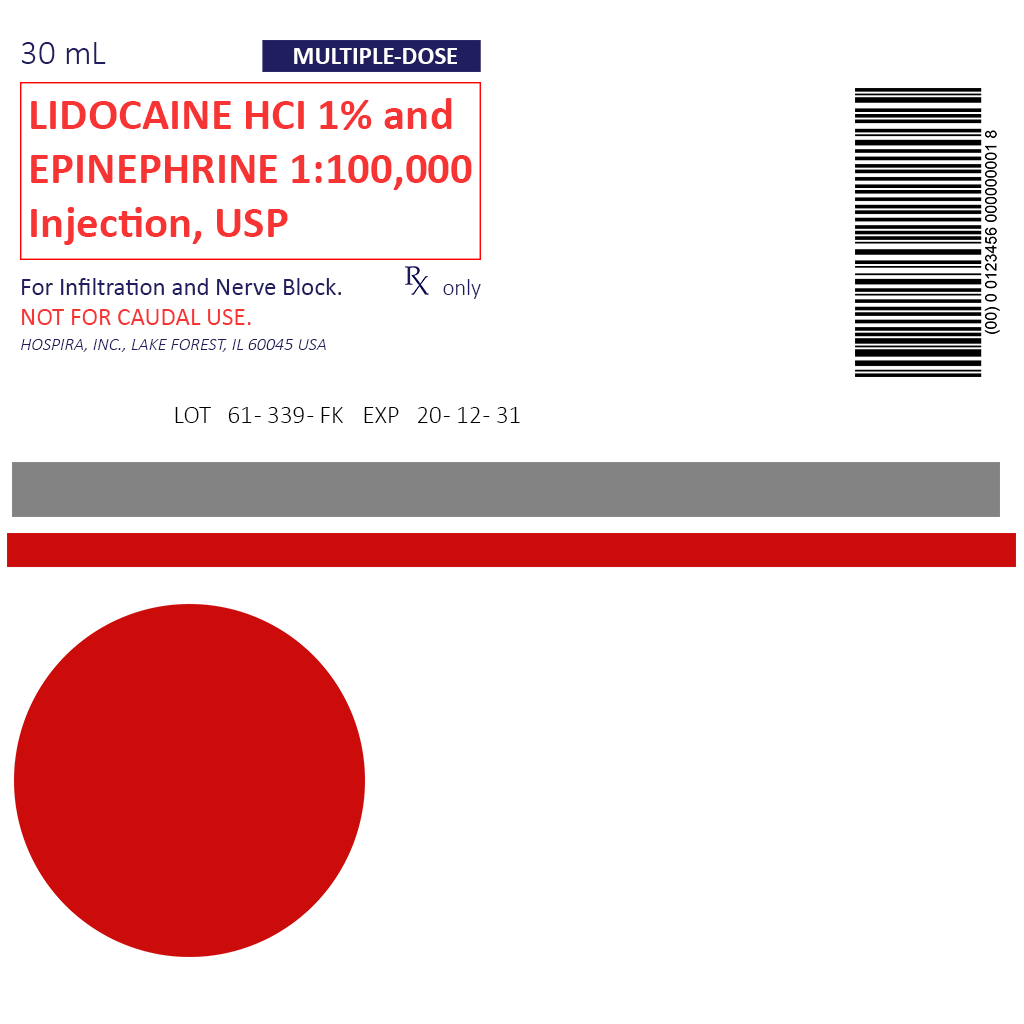 30 mL
MULTIPLE-DOSE
LIDOCAINE HCl 1% and
EPINEPHRINE 1:100,000
Injection, USP
For Infiltration and Nerve Block.
Rx only
NOT FOR CAUDAL USE.
HOSPIRA, INC., LAKE FOREST, IL 60045 USA
LOT 61-339-FK EXP 20-12-31
(00) 0 0123456 000000001 8